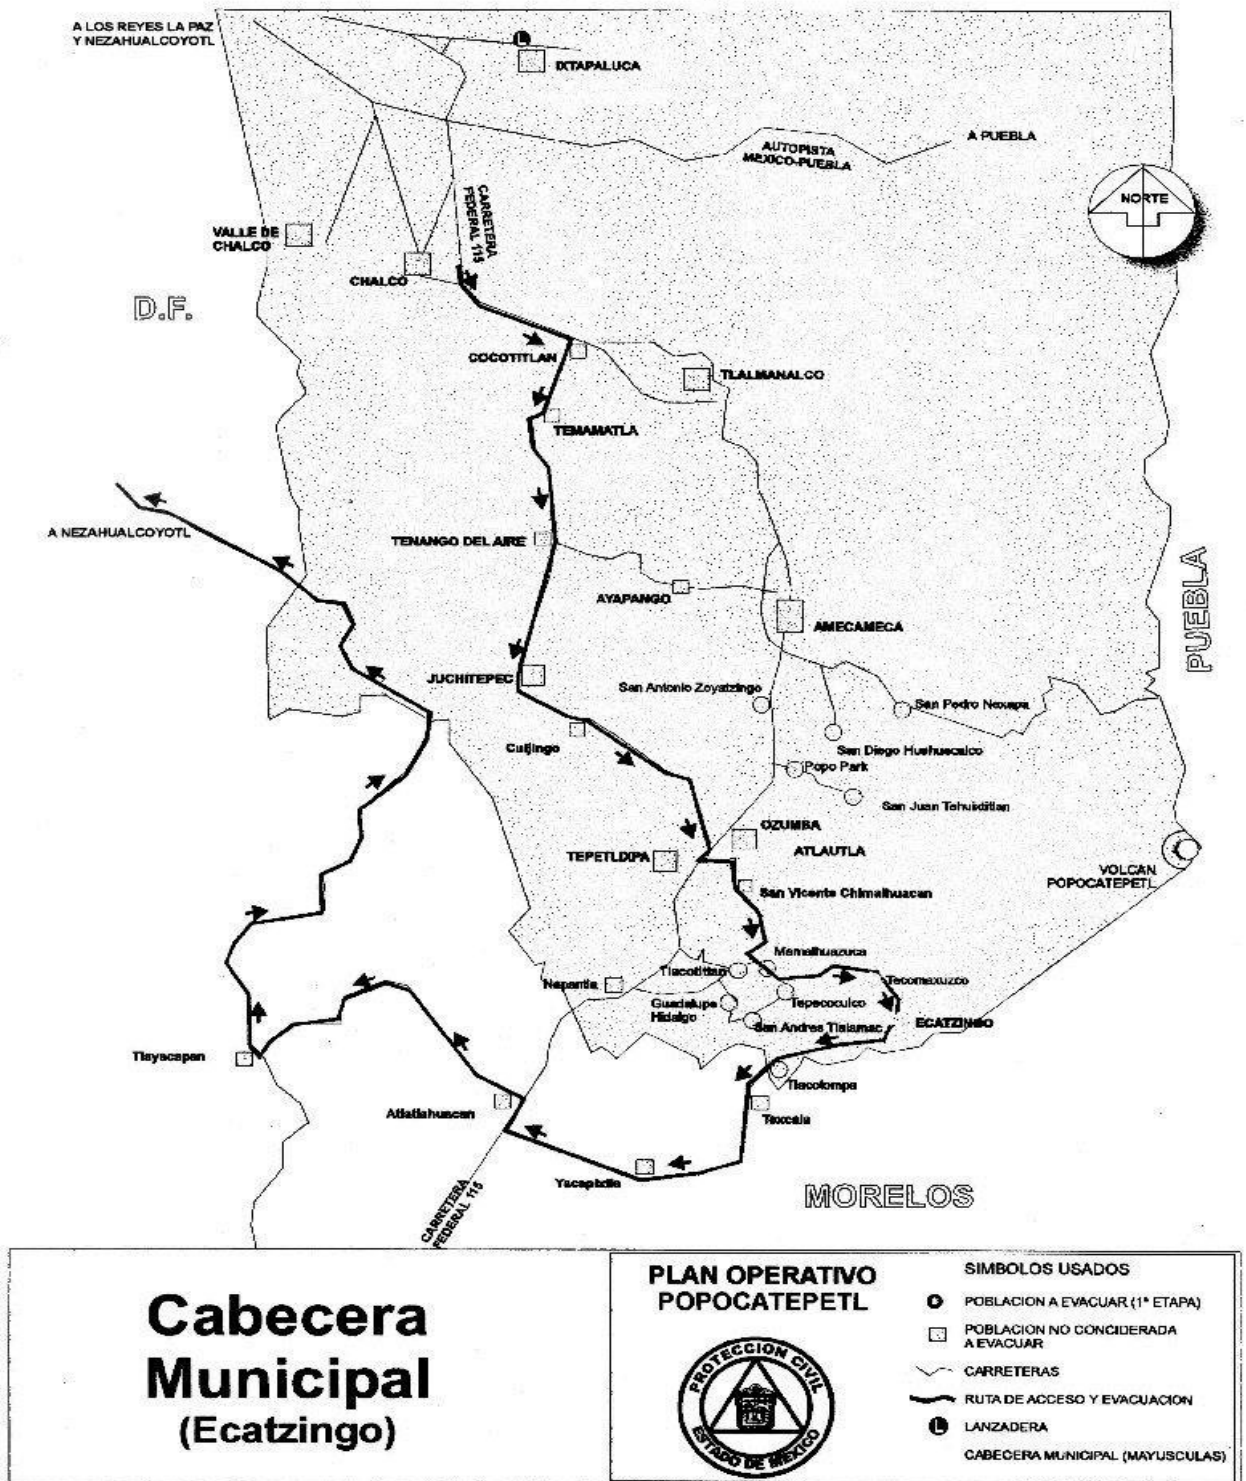 A LOS REYES LA PAZ
Y NEZAHUALCOYOTL
L
IXTAPALUCA
A PUEBLA
AUTOPISTA
MEXICO-PUEBLA
NORTE
CARRETERA
FEDERAL 115
VALLE DE
CHALCO
CHALCO
D.F.
COCOTITLAN
TLALMANALCO
TEMAMATLA
A NEZAHUALCOYOTL
TENANGO DEL AIRE
AYAPANGO
AMECAMECA
PUEBLA
JUCHITEPEC
San Antonio Zoyatzingo
San Pedro Nexapa
Cuijingo
San Diego Huehuecalco
Popo Park
San Juan Tehuixtitlan
OZUMBA
TEPETLIXPA
ATLAUTLA
VOLCAN
POPOCATEPETL
San Vicente Chimalhuacan
Mamalhuazuca
Tlacotitlan
Tecomaxuzco
Nepantla
Tepecoculco
Guadalupe
Hidalgo
San Andres Tlalamac
ECATZINGO
Tlayacapan
Tlacotompa
Atlatlahuacan
Texcala
Yecapixtla
MORELOS
CARRETERA
FEDERAL 115
Cabecera
Municipal
(Ecatzingo)
PLAN OPERATIVO
POPOCATEPETL
PROTECCION CIVIL
ESTADO DE MEXICO
SIMBOLOS USADOS
POBLACION A EVACUAR (1ª ETAPA)
POBLACION NO CONCIDERADA
A EVACUAR
CARRETERAS
RUTA DE ACCESO Y EVACUACION
L LANZADERA
CABECERA MUNICIPAL (MAYUSCULAS)